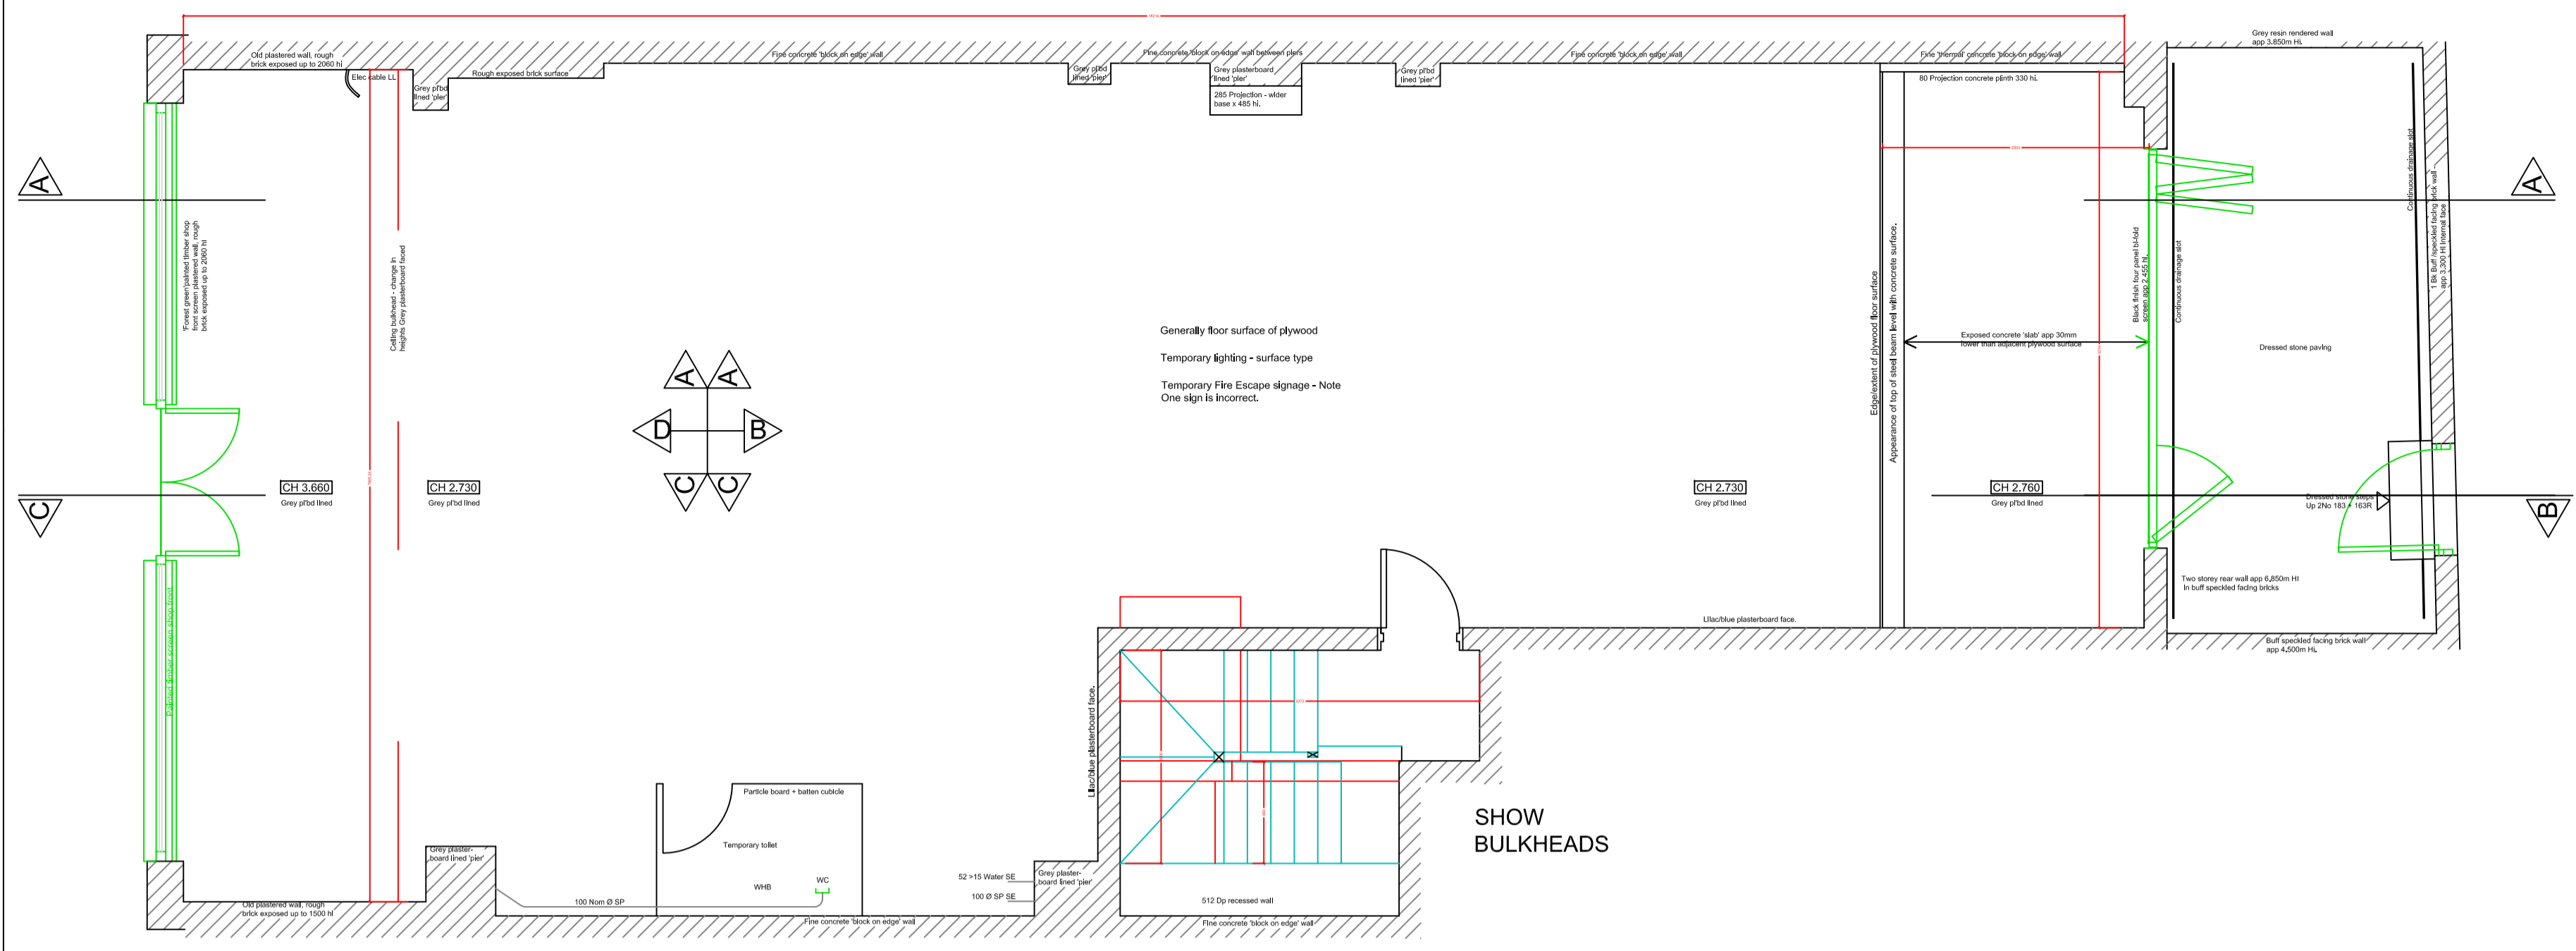 Old plastered wall, rough
brick exposed up to 2060 hi
Elec cable LL
Grey pl'bd
lined 'pier'
Rough exposed brick surface
Fine concrete 'block on edge' wall
Grey pl'bd
lined 'pier'
Fine concrete 'block on edge' wall between piers
Grey plasterboard
lined 'pier'
285 Projection - wider
base x 485 hi.
Grey pl'bd
lined 'pier'
Fine concrete 'block on edge' wall
Fine 'thermal' concrete 'block on edge' wall
80 Projection concrete plinth 330 hi.
Grey resin rendered wall
app 3.850m Hi.
A
A
'Forest green' painted timber shop
front screen plastered wall, rough
brick exposed up to 2060 hi
Ceiling bulkhead - change in
heights Grey plasterboard faced
Generally floor surface of plywood
Temporary lighting - surface type
Temporary Fire Escape signage - Note
One sign is incorrect.
Edge/extent of plywood floor surface
Appearance of top of steel beam level with concrete surface.
Exposed concrete 'slab' app 30mm
lower than adjacent plywood surface
Black finish four panel bi-fold
screen app 2.455 hi.
Continuous drainage slot
Continuous drainage slot
1 Bk Buff /speckled facing brick wall -
app 3.300 Hi Internal face
Dressed stone paving
A
A
D
B
C
C
CH 3.660
Grey pl'bd lined
CH 2.730
Grey pl'bd lined
CH 2.730
Grey pl'bd lined
CH 2.760
Grey pl'bd lined
Dressed stone steps
Up 2No 183 + 163R
C
B
Two storey rear wall app 6.850m Hi
in buff speckled facing bricks
Buff speckled facing brick wall
app 4.500m Hi.
Lilac/blue plasterboard face.
Lilac/blue plasterboard face.
Painted timber screen shop front
Particle board + batten cubicle
Temporary toilet
WHB
WC
Grey plaster-
board lined 'pier'
100 Nom Ø SP
52 >15 Water SE
100 Ø SP SE
Grey plaster-
board lined 'pier'
512 Dp recessed wall
SHOW
BULKHEADS
Old plastered wall, rough
brick exposed up to 1500 hi
Fine concrete 'block on edge' wall
Fine concrete 'block on edge' wall